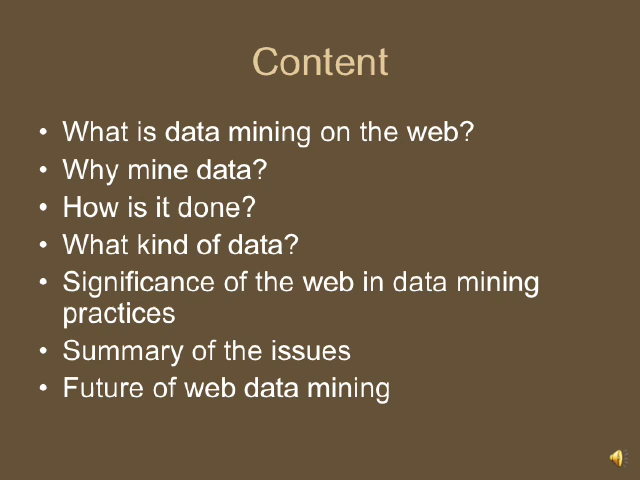 Content
• What is data mining on the web?
• Why mine data?
• How is it done?
• What kind of data?
• Significance of the web in data mining
practices
• Summary of the issues
• Future of web data mining